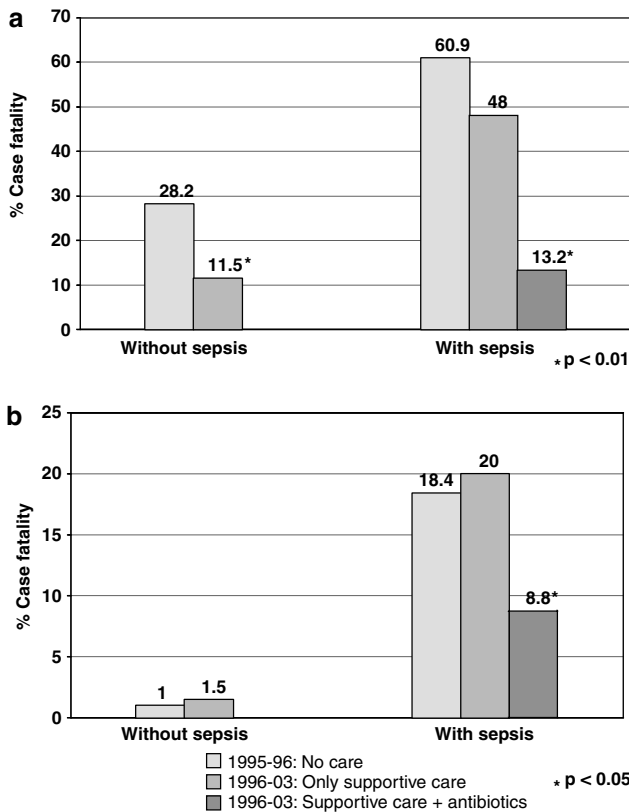 a
70
60
50
40
30
20
10
0
% Case fatality
28.2
11.5*
60.9
48
13.2*
Without sepsis
With sepsis
* p < 0.01
b
25
20
15
10
5
0
% Case fatality
1
1.5
18.4
20
8.8*
Without sepsis
With sepsis
1995-96: No care
1996-03: Only supportive care
1996-03: Supportive care + antibiotics
* p < 0.05